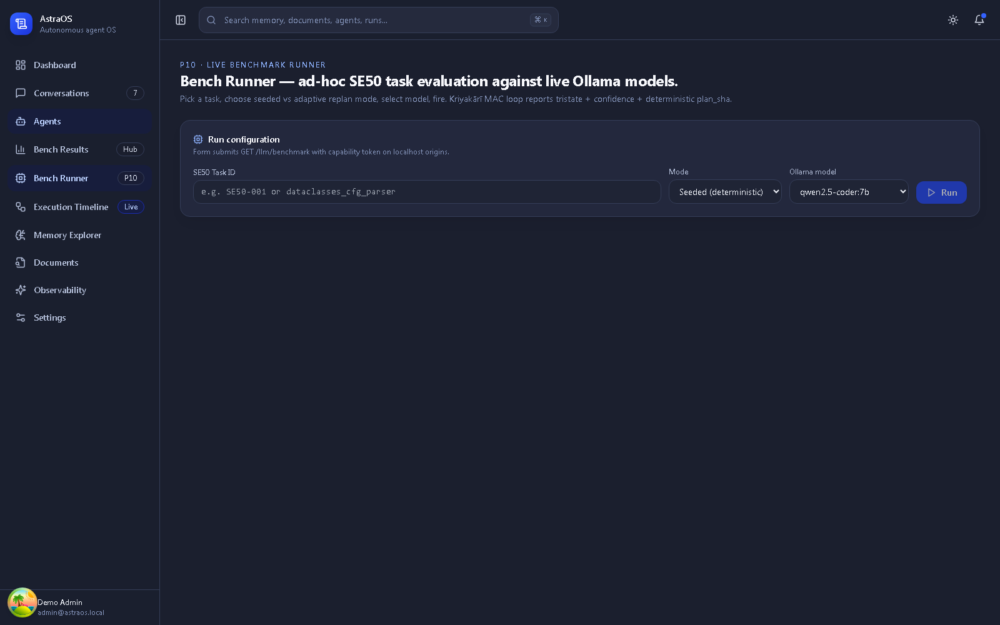 AstraOS
Autonomous agent OS
Search memory, documents, agents, runs...
⌘ K
Dashboard
Conversations 7
Agents
Bench Results Hub
Bench Runner P10
Execution Timeline Live
Memory Explorer
Documents
Observability
Settings
Demo Admin
admin@astraos.local
P10 · LIVE BENCHMARK RUNNER
Bench Runner — ad-hoc SE50 task evaluation against live Ollama models.
Pick a task, choose seeded vs adaptive replan mode, select model, fire. Kriyakārī MAC loop reports tristate + confidence + deterministic plan_sha.
Run configuration
Form submits GET /llm/benchmark with capability token on localhost origins.
SE50 Task ID
e.g. SE50-001 or dataclasses_cfg_parser
Mode
Seeded (deterministic)
Ollama model
qwen2.5-coder:7b
Run